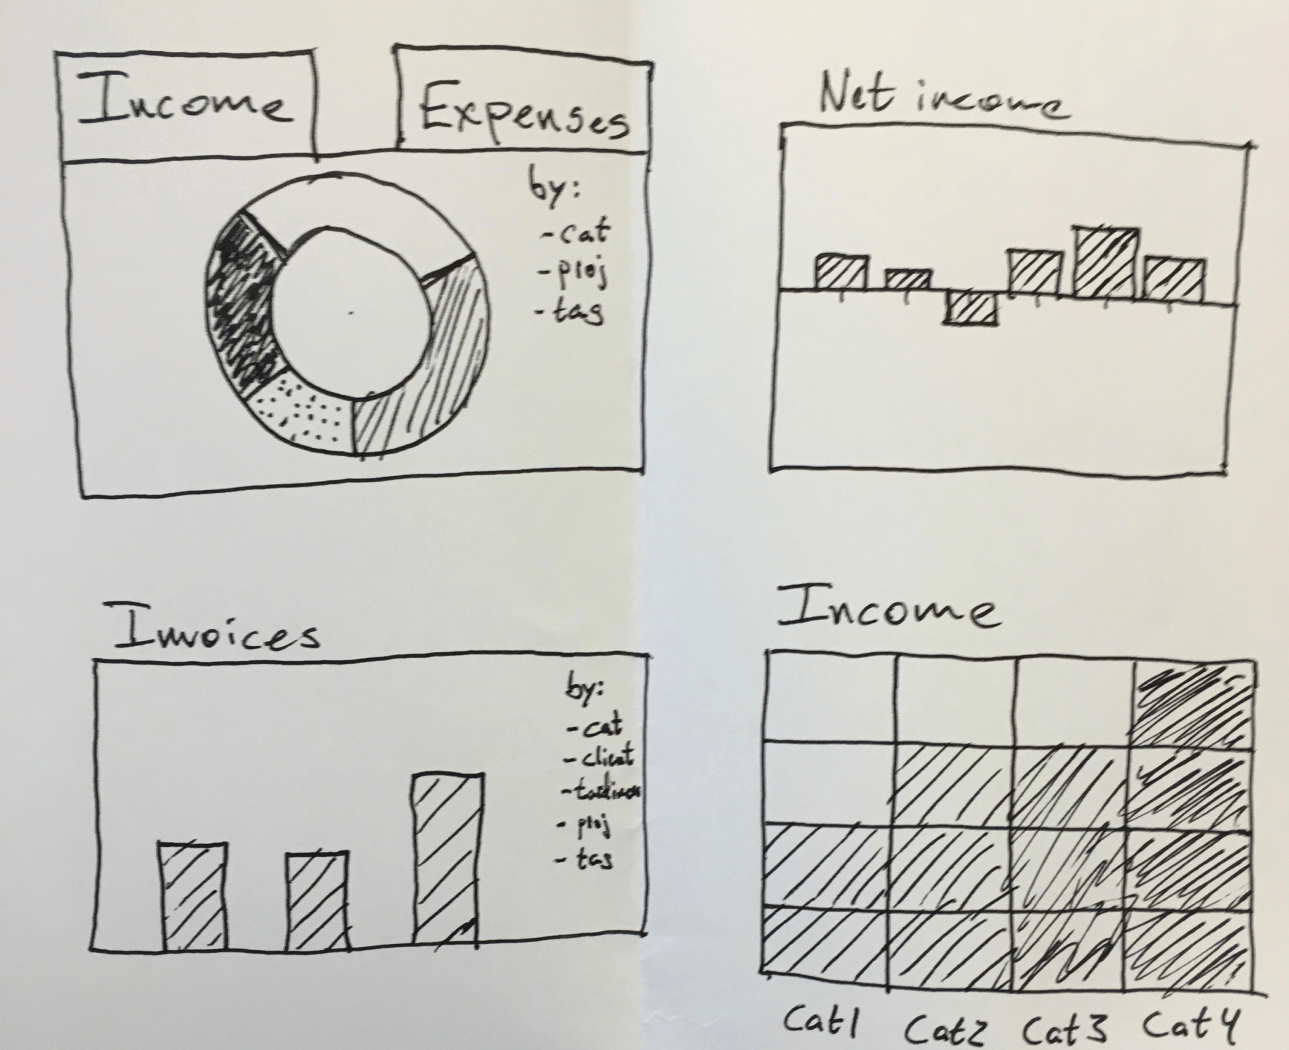 Income
Expenses
by:
- cat
- proj
- tag
Net income
Invoices
by:
- cat
- client
- proj
- tag
Income
Cat1 Cat2 Cat3 Cat4